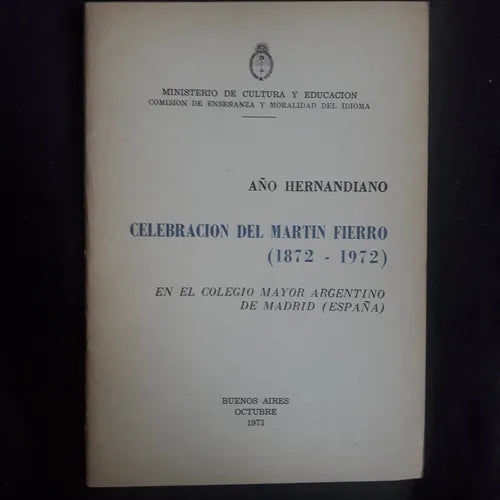 MINISTERIO DE CULTURA Y EDUCACION
COMISION DE ENSEÑANZA Y MORALIDAD DEL IDIOMA
AÑO HERNANDIANO
CELEBRACION DEL MARTIN FIERRO
(1872 - 1972)
EN EL COLEGIO MAYOR ARGENTINO
DE MADRID (ESPAÑA)
BUENOS AIRES
OCTUBRE
1973